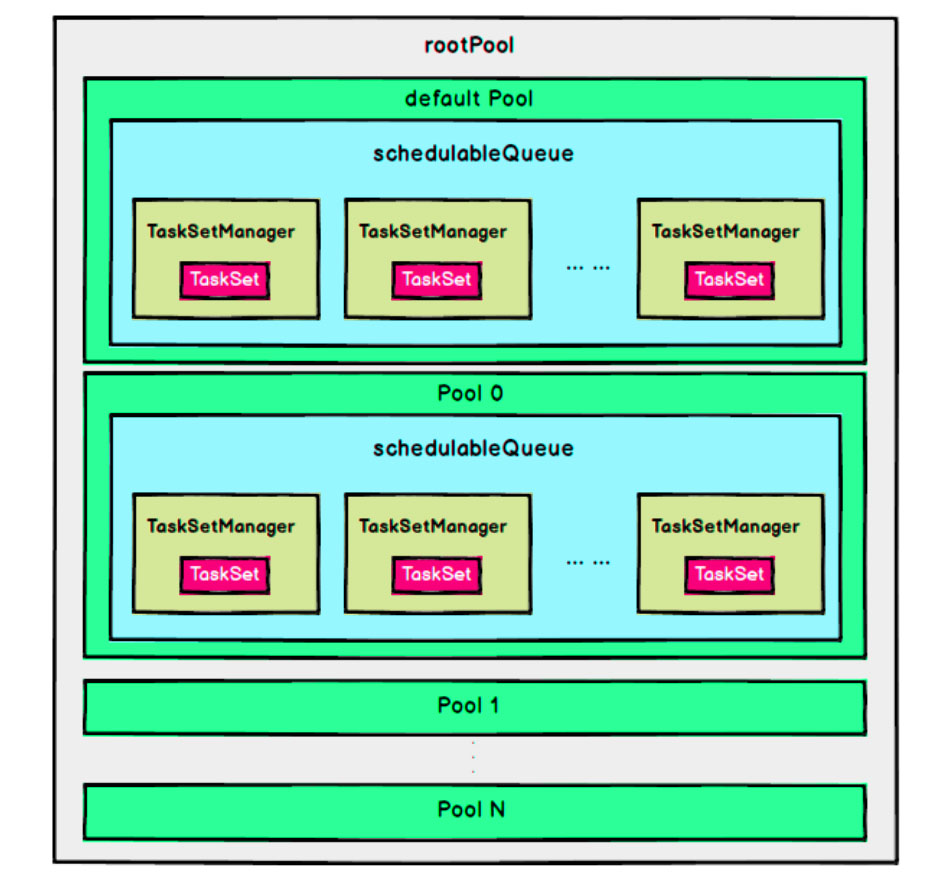 rootPool
default Pool
schedulableQueue
TaskSetManager TaskSetManager TaskSetManager
TaskSet TaskSet ... ... TaskSet
Pool 0
schedulableQueue
TaskSetManager TaskSetManager TaskSetManager
TaskSet TaskSet ... ... TaskSet
Pool 1
Pool N